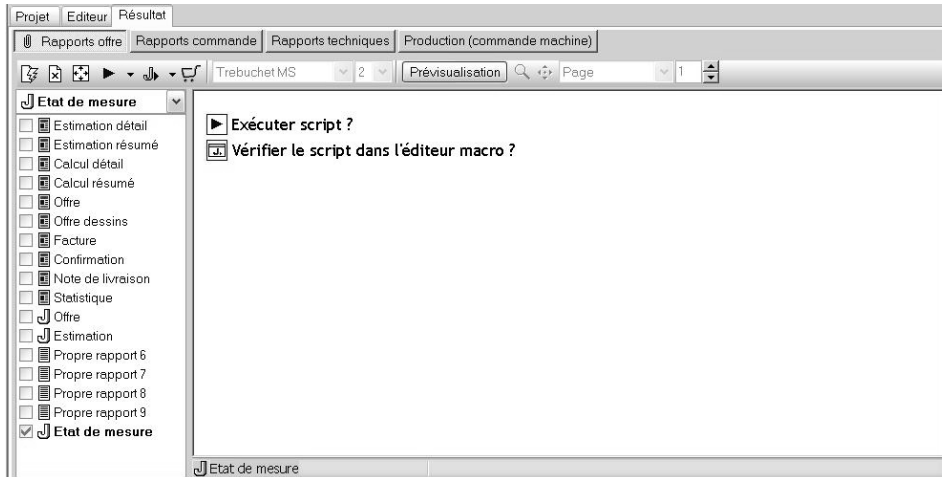 Projet Editeur Résultat
Rapports offre Rapports commande Rapports techniques Production (commande machine)
Trebuchet MS 2 Prévisualisation Page 1
Etat de mesure
Estimation détail
Estimation résumé
Calcul détail
Calcul résumé
Offre
Offre dessins
Facture
Confirmation
Note de livraison
Statistique
Offre
Estimation
Propre rapport 6
Propre rapport 7
Propre rapport 8
Propre rapport 9
Etat de mesure
Exécuter script ?
Vérifier le script dans l'éditeur macro ?
Etat de mesure